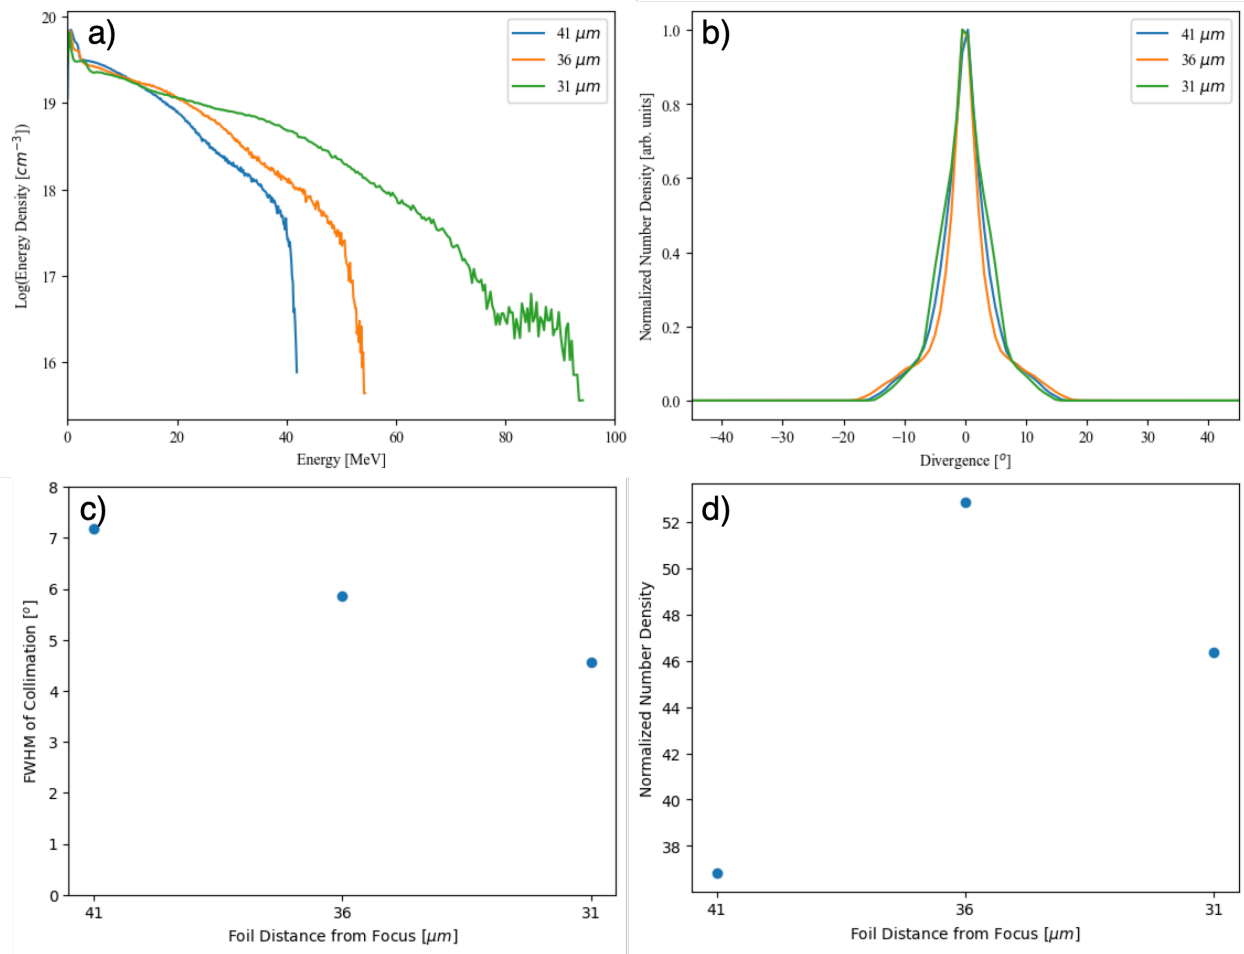 a)
20
19
18
17
16
Log(Energy Density [cm⁻³])
0 20 40 60 80 100
Energy [MeV]
41 μm
36 μm
31 μm
b)
1.0
0.8
0.6
0.4
0.2
0.0
Normalized Number Density [arb. units]
−40 −30 −20 −10 0 10 20 30 40
Divergence [°]
41 μm
36 μm
31 μm
c)
8
7
6
5
4
3
2
1
0
FWHM of Collimation [°]
41 36 31
Foil Distance from Focus [μm]
d)
52
50
48
46
44
42
40
38
Normalized Number Density
41 36 31
Foil Distance from Focus [μm]